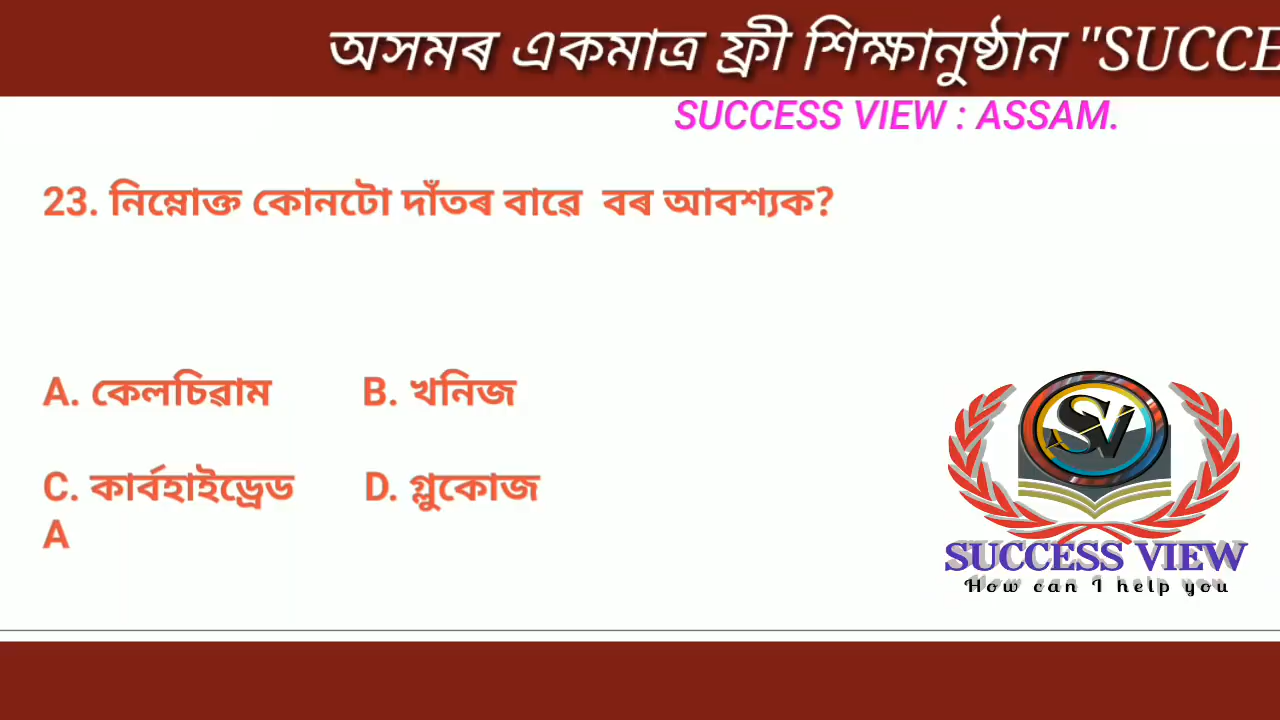 অসমৰ একমাত্ৰ ফ্ৰী শিক্ষানুষ্ঠান "SUCCE
SUCCESS VIEW : ASSAM.
23. নিম্নোক্ত কোনটো দাঁতৰ বাৱে বৰ আবশ্যক?
A. কেলচিৱাম B. খনিজ
C. কাৰ্বহাইড্ৰেড D. গ্লুকোজ
A
SV
SUCCESS VIEW
How can I help you